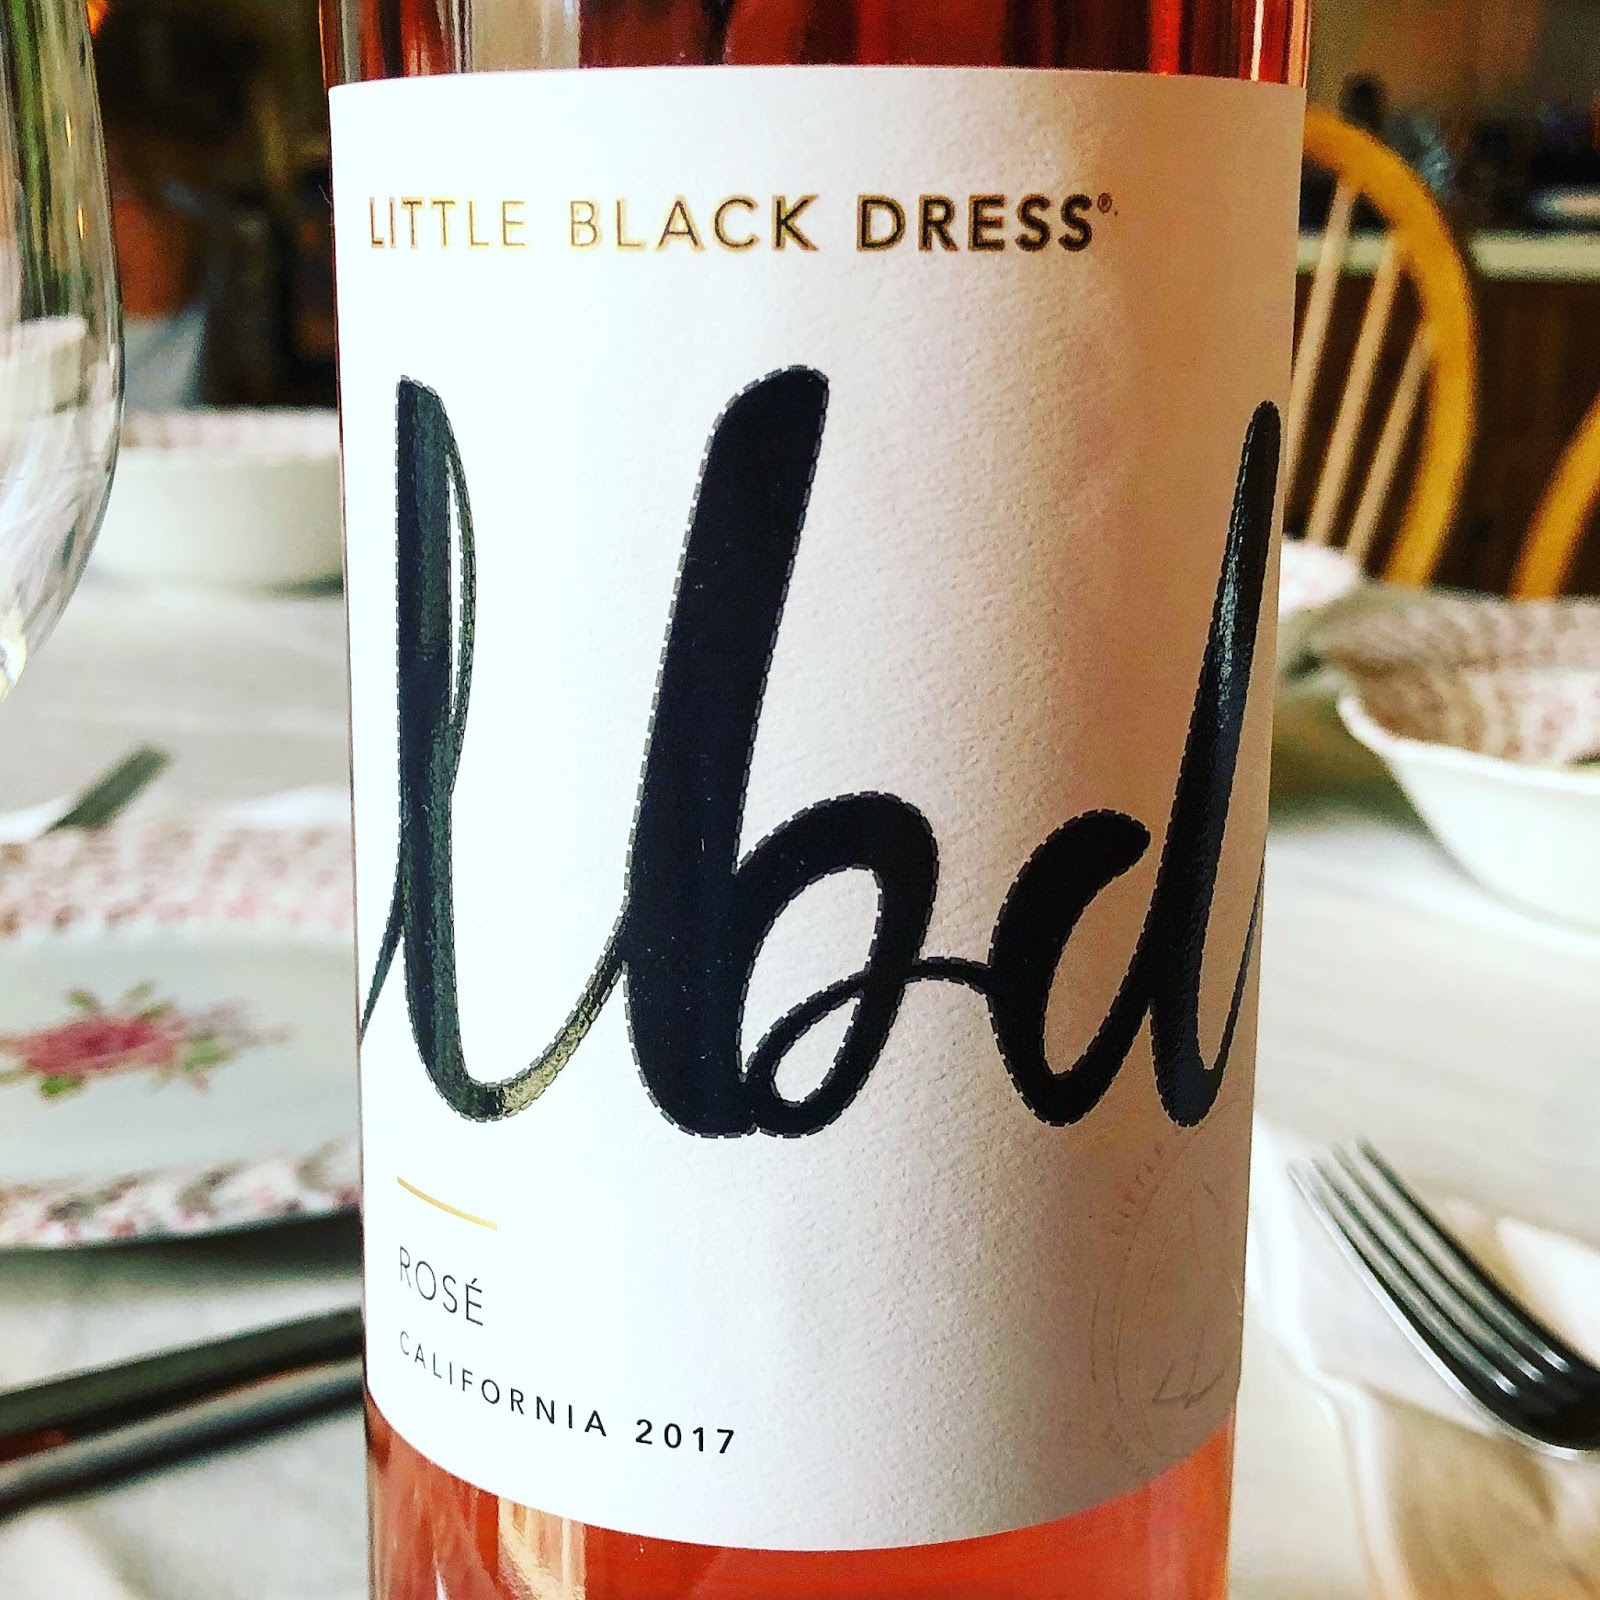 LITTLE BLACK DRESS®
lbd
ROSÉ
CALIFORNIA 2017